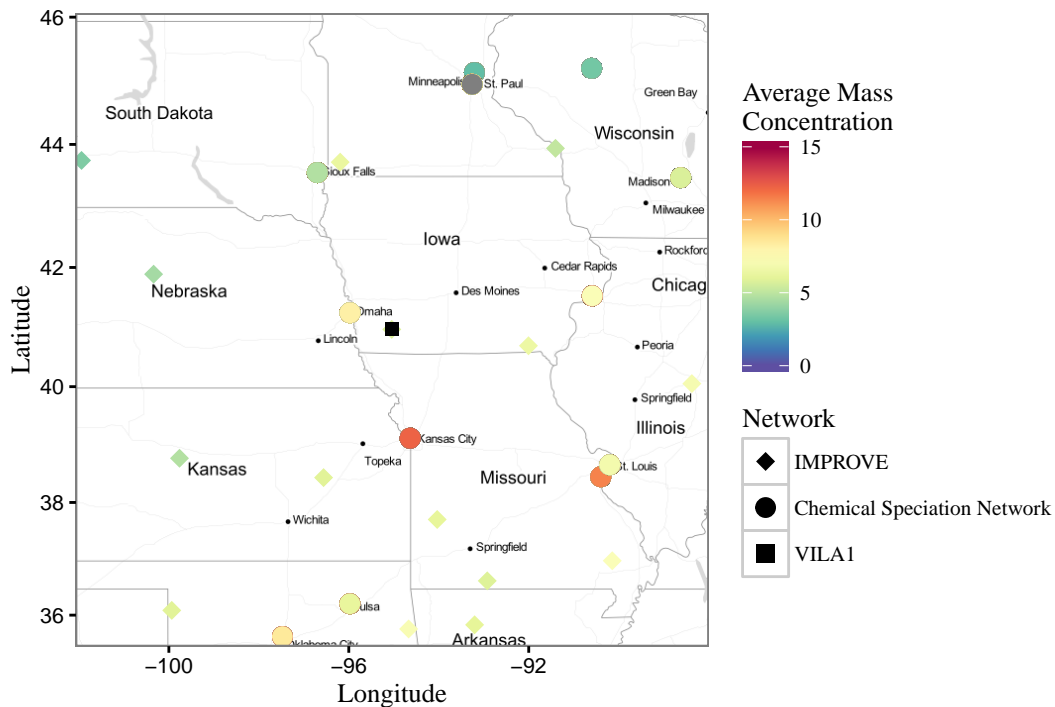 46
44
42
40
38
36
Latitude
−100
−96
−92
Longitude
South Dakota
Minneapolis
St. Paul
Green Bay
Wisconsin
Sioux Falls
Madison
Milwaukee
Iowa
Rockford
Cedar Rapids
Chicag
Nebraska
Des Moines
Omaha
Lincoln
Peoria
Springfield
Illinois
Kansas City
Topeka
Kansas
Missouri
St. Louis
Wichita
Springfield
Tulsa
Oklahoma City
Arkansas
Average Mass
Concentration
15
10
5
0
Network
IMPROVE
Chemical Speciation Network
VILA1